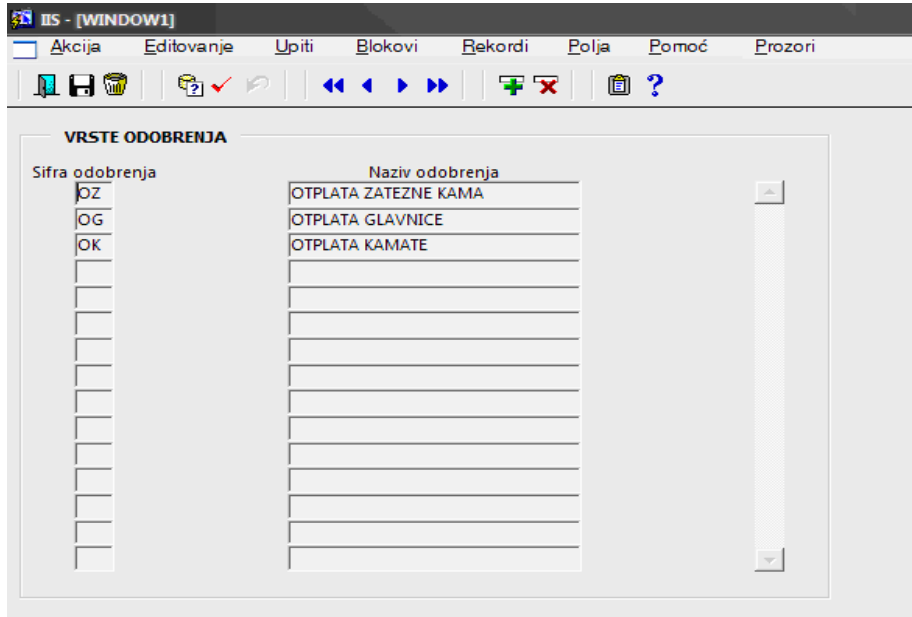 IIS - [WINDOW1]
Akcija Editovanje Upiti Blokovi Rekordi Polja Pomoć Prozori
VRSTE ODOBRENJA
Sifra odobrenja Naziv odobrenja
OZ OTPLATA ZATEZNE KAMA
OG OTPLATA GLAVNICE
OK OTPLATA KAMATE